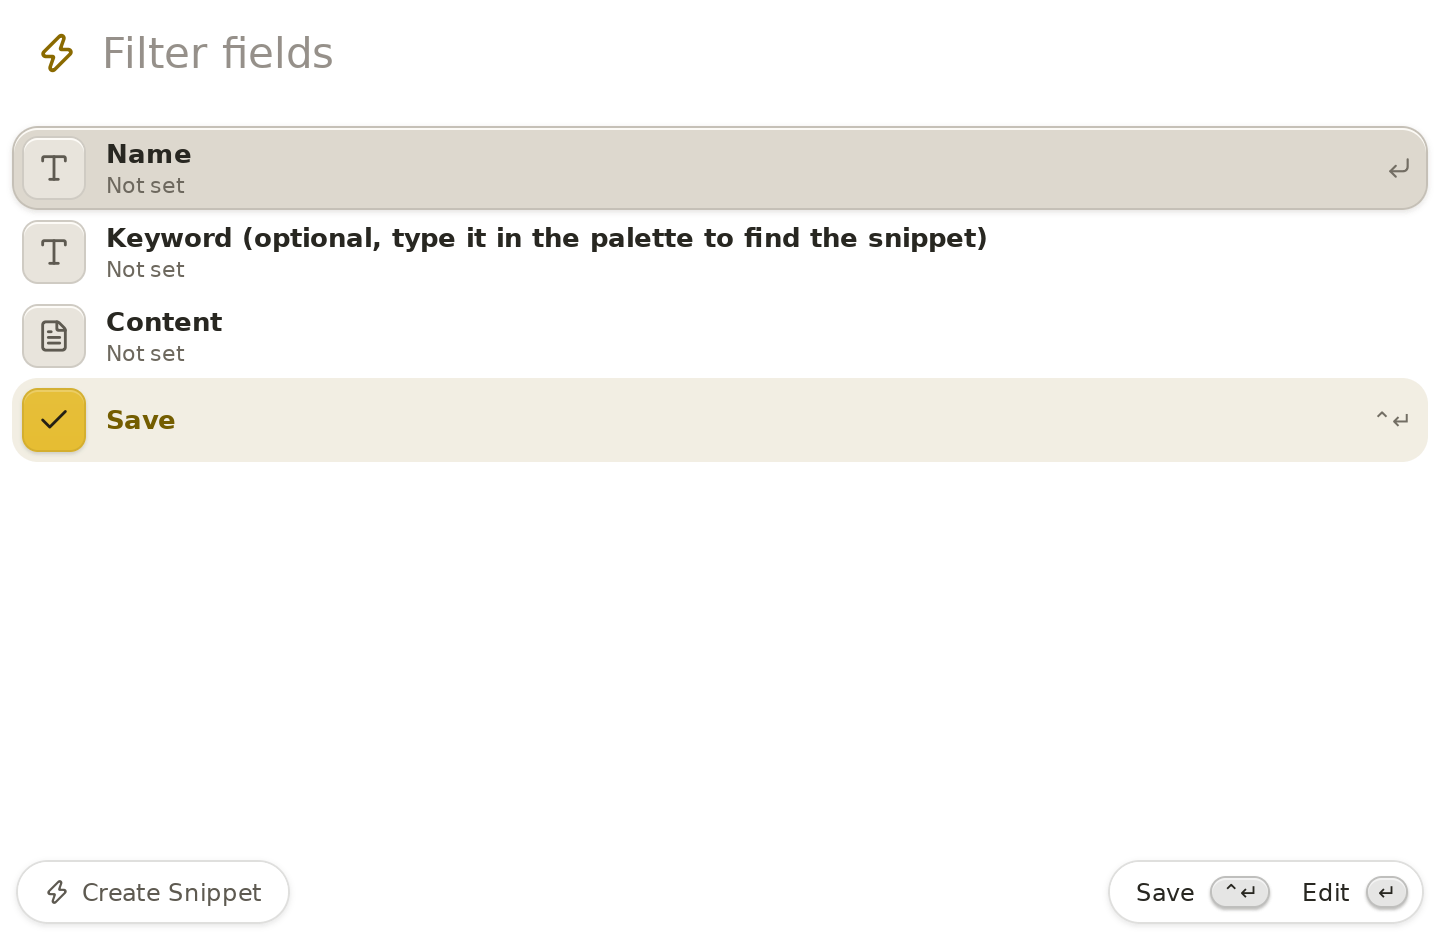 Filter fields
Name
Not set
Keyword (optional, type it in the palette to find the snippet)
Not set
Content
Not set
Save
^↵
Create Snippet
Save ^↵ Edit ↵